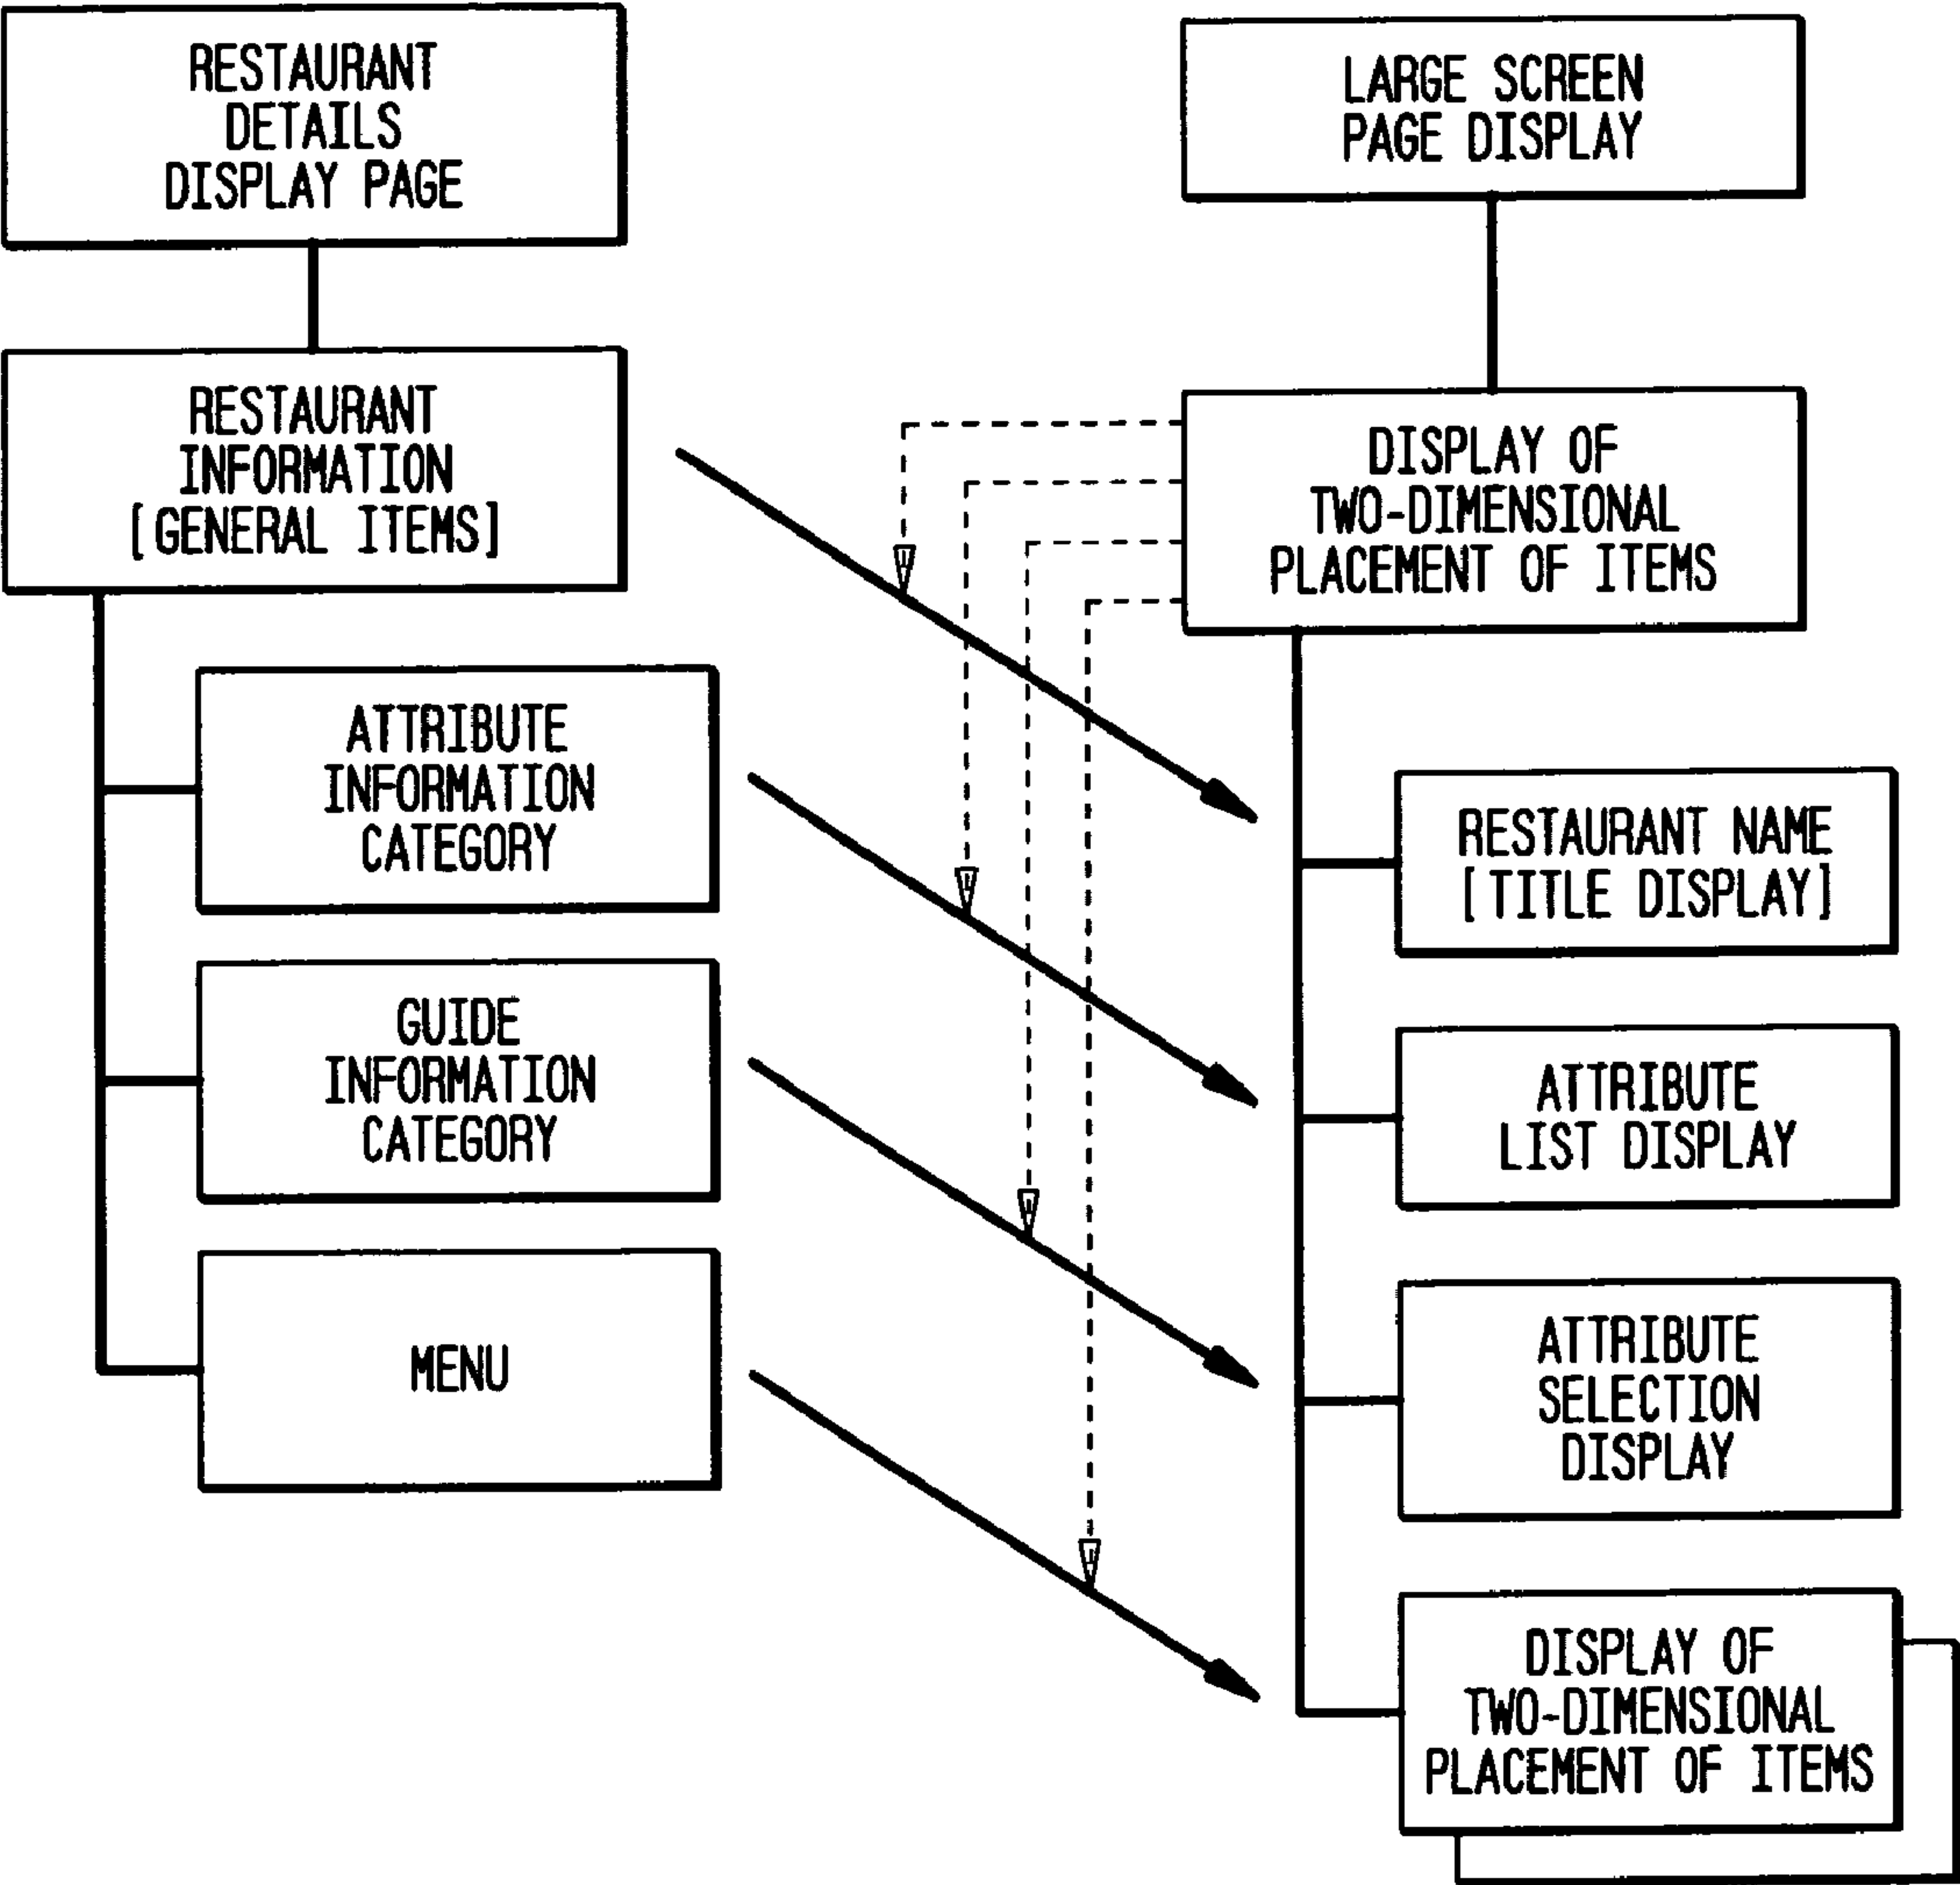 RESTAURANT
DETAILS
DISPLAY PAGE
RESTAURANT
INFORMATION
[GENERAL ITEMS]
ATTRIBUTE
INFORMATION
CATEGORY
GUIDE
INFORMATION
CATEGORY
MENU
LARGE SCREEN
PAGE DISPLAY
DISPLAY OF
TWO-DIMENSIONAL
PLACEMENT OF ITEMS
RESTAURANT NAME
[TITLE DISPLAY]
ATTRIBUTE
LIST DISPLAY
ATTRIBUTE
SELECTION
DISPLAY
DISPLAY OF
TWO-DIMENSIONAL
PLACEMENT OF ITEMS